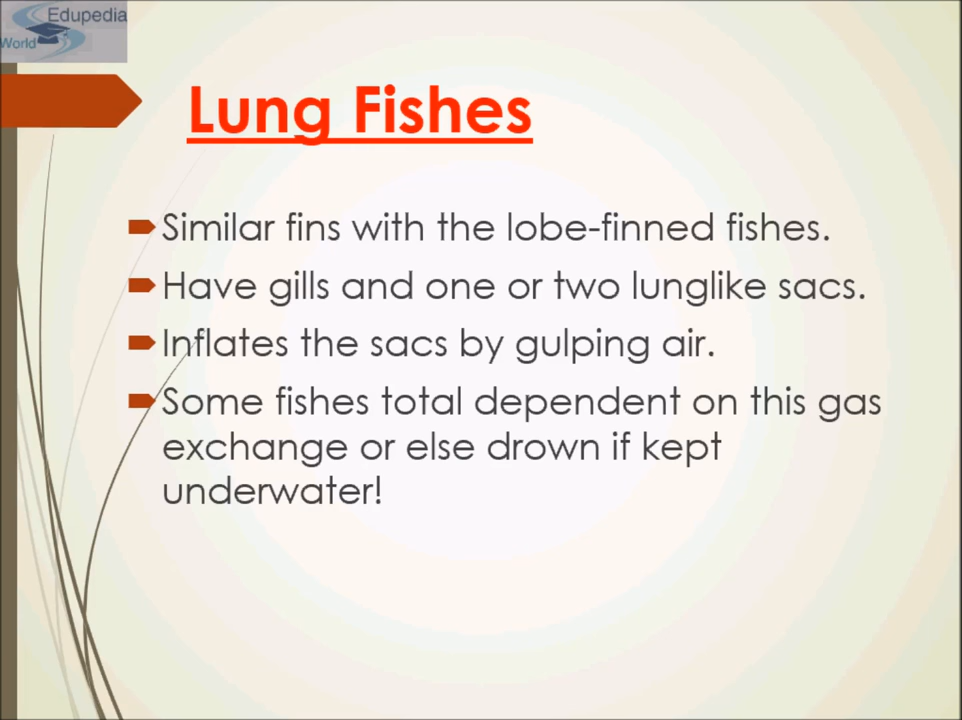 Edupedia
World
Lung Fishes
Similar fins with the lobe-finned fishes.
Have gills and one or two lunglike sacs.
Inflates the sacs by gulping air.
Some fishes total dependent on this gas
exchange or else drown if kept
underwater!